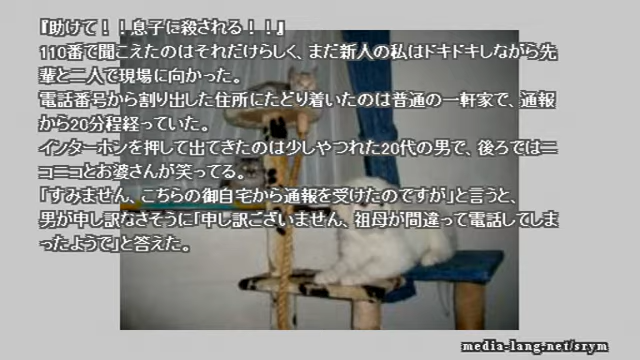 『助けて！！息子に殺される！！』
110番で聞こえたのはそれだけらしく、まだ新人の私はドキドキしながら先
輩と二人で現場に向かった。
電話番号から割り出した住所にたどり着いたのは普通の一軒家で、通報
から20分程経っていた。
インターホンを押して出てきたのは少しやつれた20代の男で、後ろではニ
コニコとお婆さんが笑ってる。
「すみません、こちらの御自宅から通報を受けたのですが」と言うと、
男が申し訳なさそうに「申し訳ございません、祖母が間違って電話してしま
ったようで」と答えた。
media-lang-net/srym